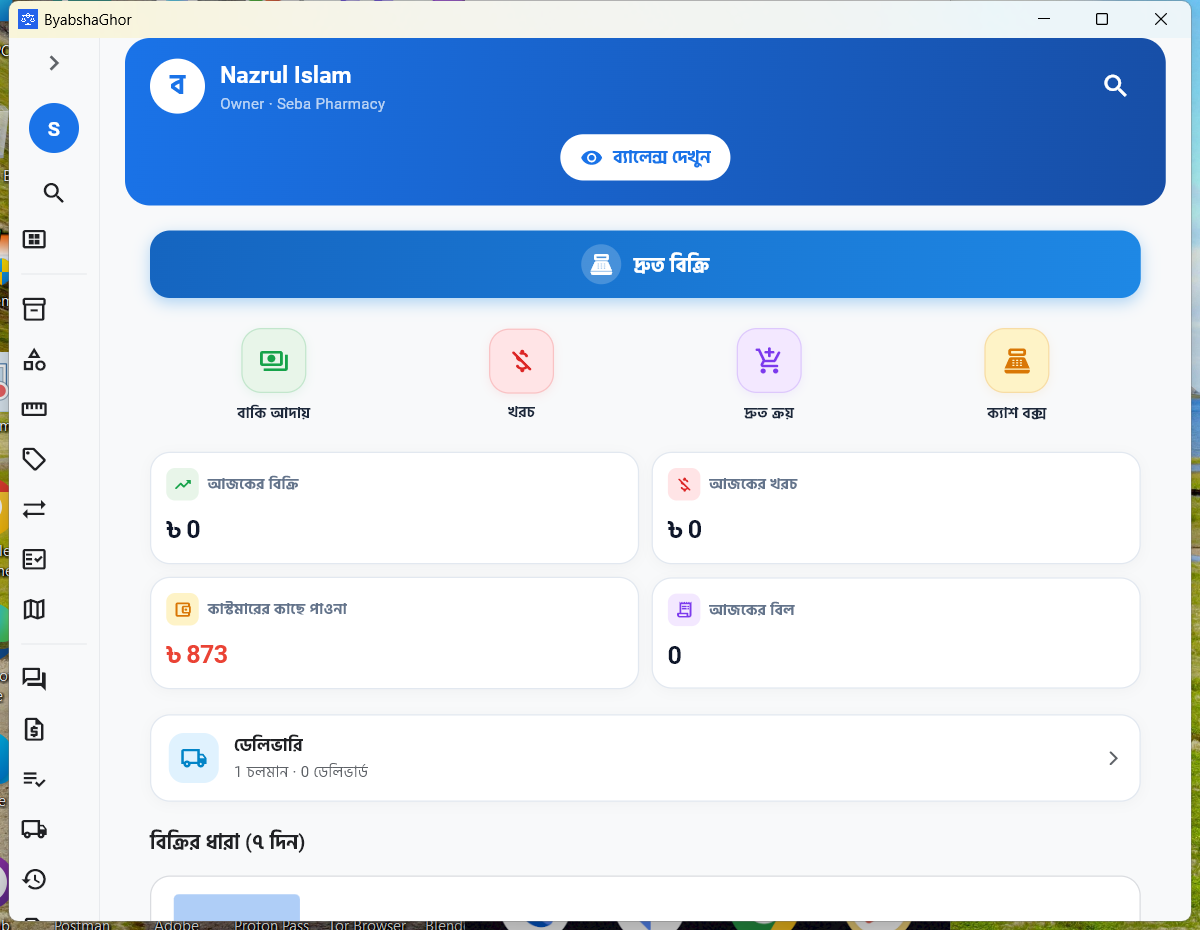 ByabshaGhor
S
ব
Nazrul Islam
Owner · Seba Pharmacy
ব্যালেন্স দেখুন
দ্রুত বিক্রি
বাকি আদায়
খরচ
দ্রুত ক্রয়
ক্যাশ বক্স
আজকের বিক্রি
৳ 0
আজকের খরচ
৳ 0
কাস্টমারের কাছে পাওনা
৳ 873
আজকের বিল
0
ডেলিভারি
1 চলমান · 0 ডেলিভার্ড
বিক্রির ধারা (৭ দিন)
Postman
Adobe
Proton Pass
Tor Browser